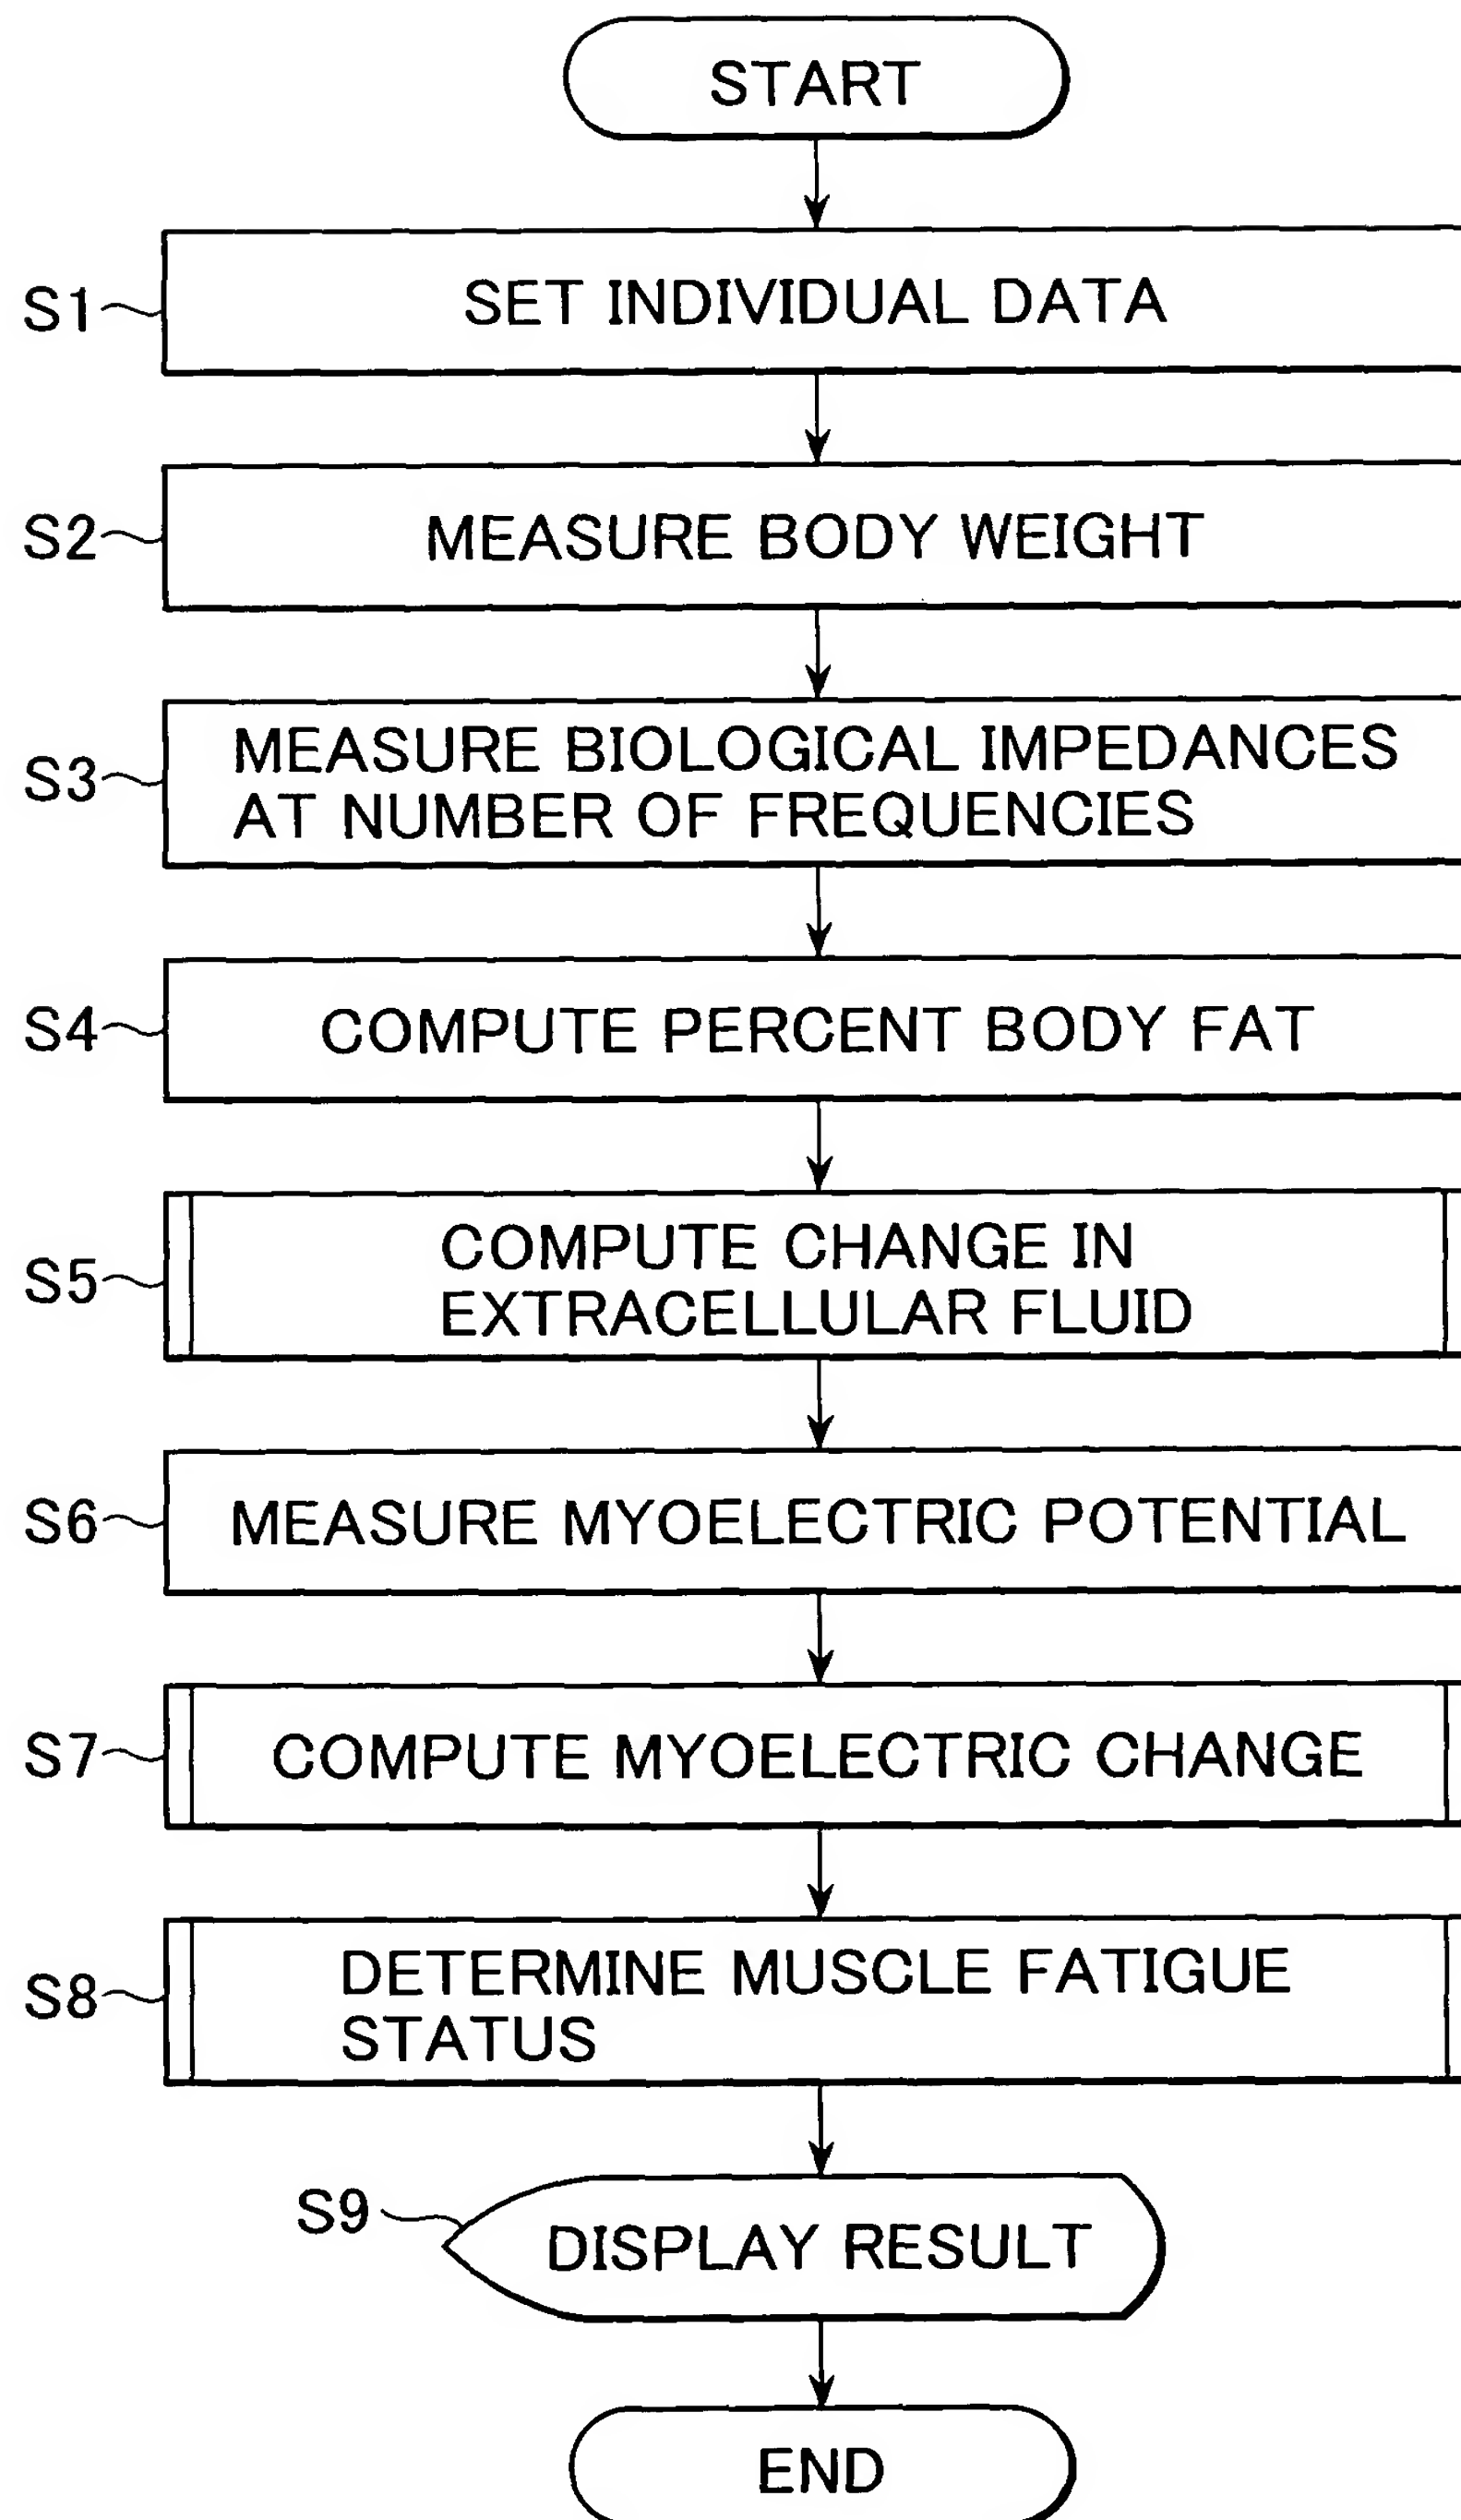 START
S1
SET INDIVIDUAL DATA
S2
MEASURE BODY WEIGHT
S3
MEASURE BIOLOGICAL IMPEDANCES
AT NUMBER OF FREQUENCIES
S4
COMPUTE PERCENT BODY FAT
S5
COMPUTE CHANGE IN
EXTRACELLULAR FLUID
S6
MEASURE MYOELECTRIC POTENTIAL
S7
COMPUTE MYOELECTRIC CHANGE
S8
DETERMINE MUSCLE FATIGUE
STATUS
S9
DISPLAY RESULT
END